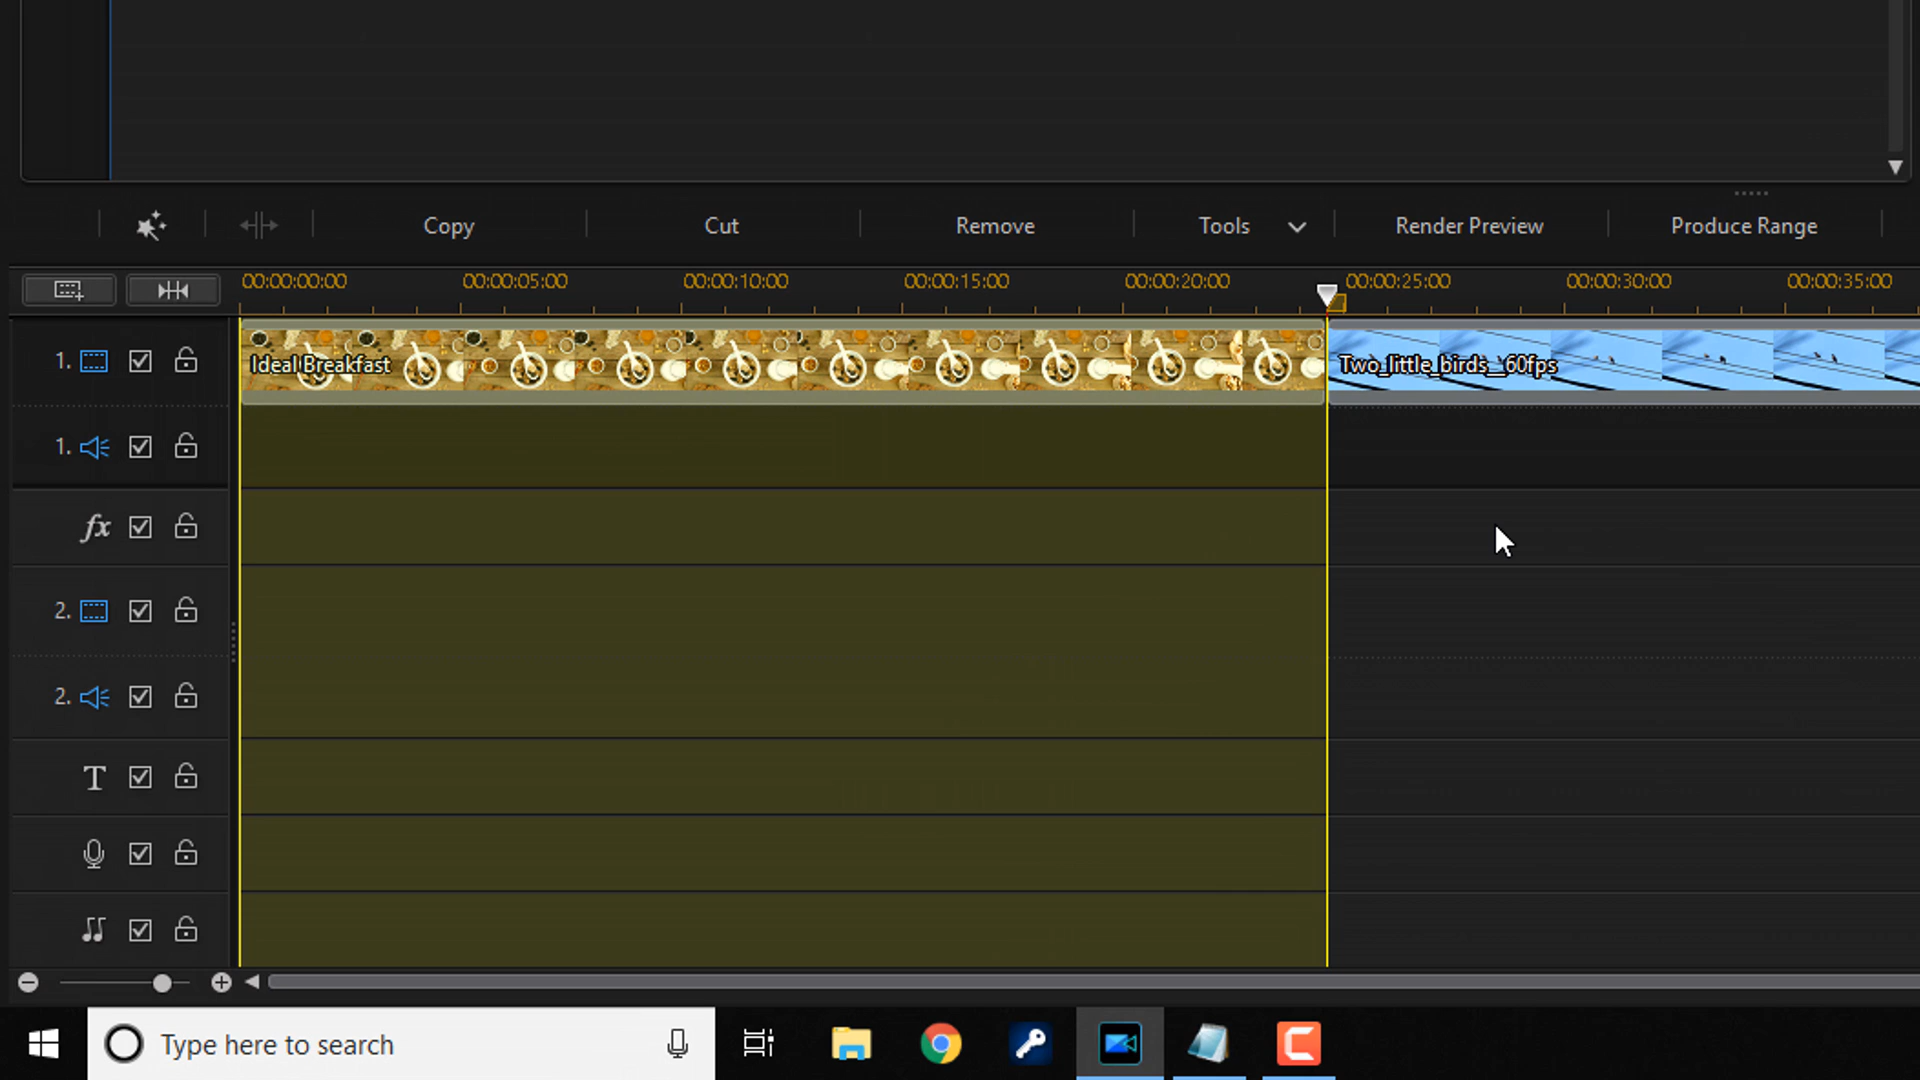 Copy Cut Remove Tools Render Preview Produce Range
00:00:00:00 00:00:05:00 00:00:10:00 00:00:15:00 00:00:20:00 00:00:25:00 00:00:30:00 00:00:35:00
1. Ideal Breakfast Two_little_birds__60fps
1.
fx
2.
2.
T
Type here to search